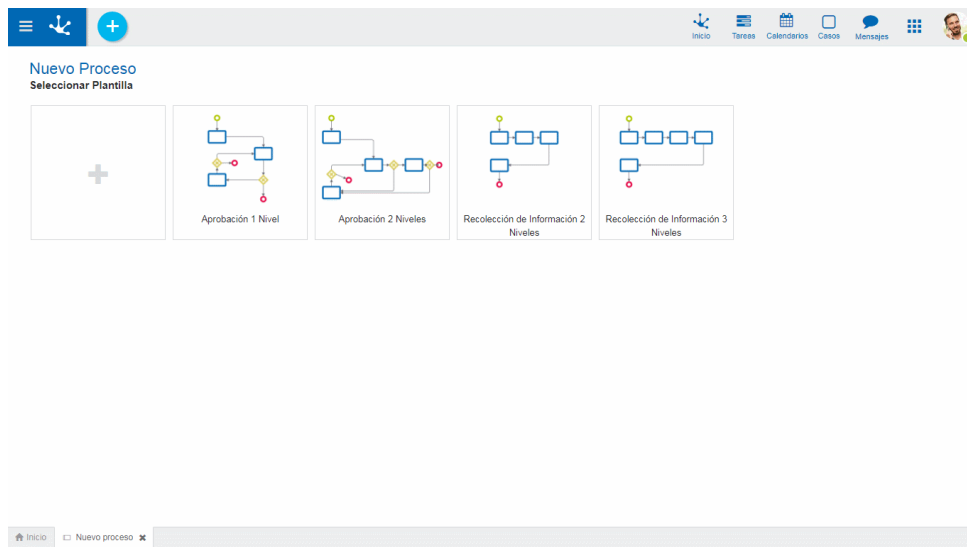 Inicio
Tareas
Calendarios
Casos
Mensajes
Nuevo Proceso
Seleccionar Plantilla
Aprobación 1 Nivel
Aprobación 2 Niveles
Recolección de Información 2
Niveles
Recolección de Información 3
Niveles
Inicio
Nuevo proceso